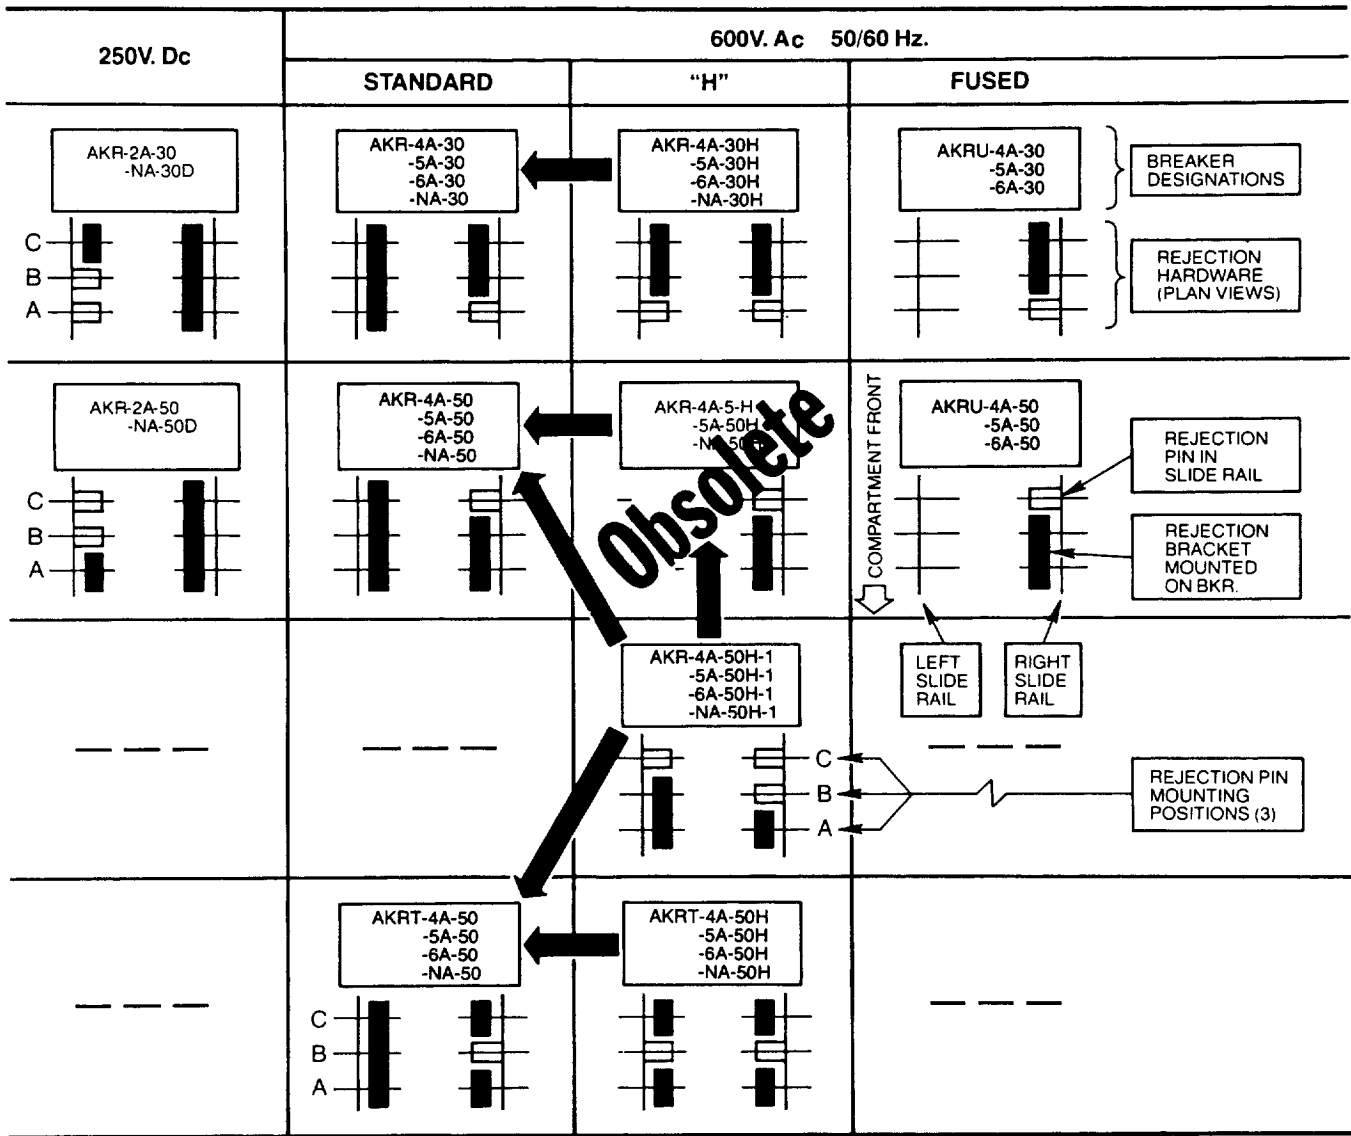 250V. Dc
600V. Ac 50/60 Hz.
STANDARD
"H"
FUSED
AKR-2A-30
-NA-30D
AKR-4A-30
-5A-30
-6A-30
-NA-30
AKR-4A-30H
-5A-30H
-6A-30H
-NA-30H
AKRU-4A-30
-5A-30
-6A-30
BREAKER
DESIGNATIONS
C
B
A
REJECTION
HARDWARE
(PLAN VIEWS)
AKR-2A-50
-NA-50D
AKR-4A-50
-5A-50
-6A-50
-NA-50
AKR-4A-5-H
-5A-50H
-NA-50H
Obsolete
COMPARTMENT FRONT
AKRU-4A-50
-5A-50
-6A-50
REJECTION
PIN IN
SLIDE RAIL
C
B
A
REJECTION
BRACKET
MOUNTED
ON BKR.
AKR-4A-50H-1
-5A-50H-1
-6A-50H-1
-NA-50H-1
LEFT
SLIDE
RAIL
RIGHT
SLIDE
RAIL
C
B
A
REJECTION PIN
MOUNTING
POSITIONS (3)
AKRT-4A-50
-5A-50
-6A-50
-NA-50
AKRT-4A-50H
-5A-50H
-6A-50H
-NA-50H
C
B
A